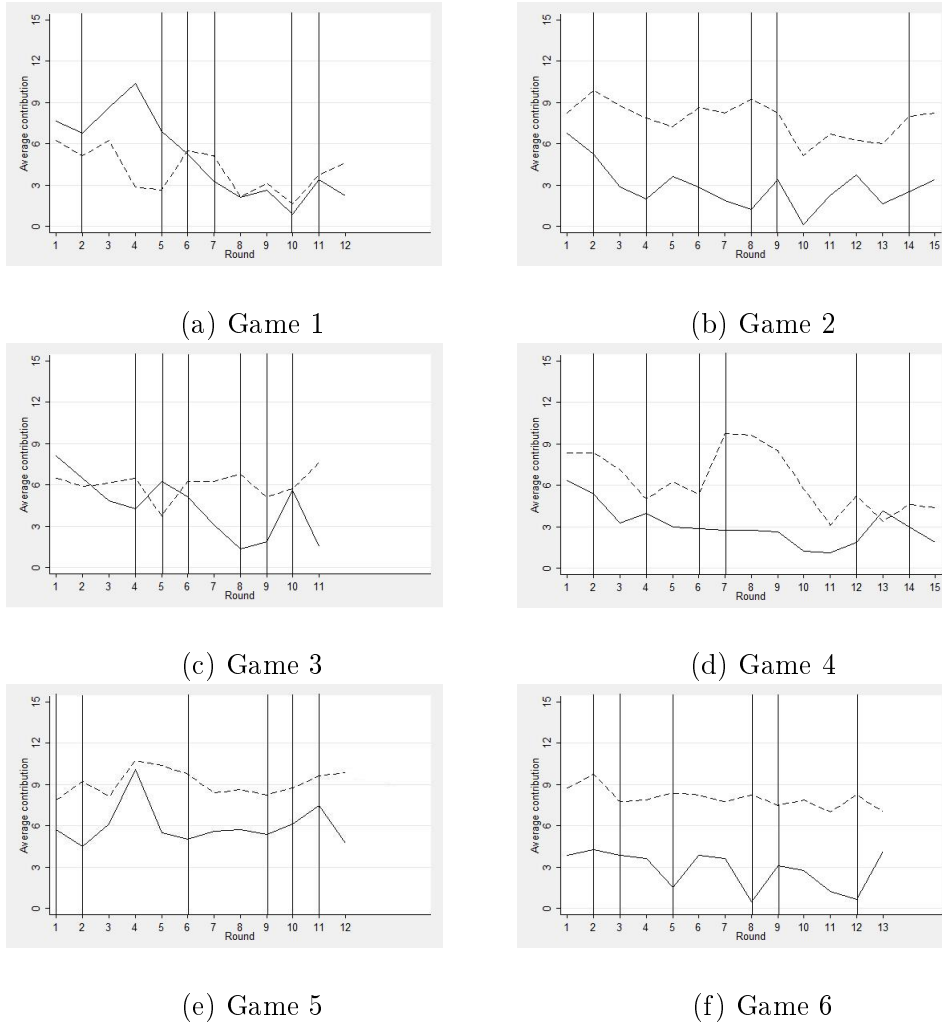 Average contribution
15
12
9
6
3
0
1 2 3 4 5 6 7 8 9 10 11 12
Round
(a) Game 1
Average contribution
15
12
9
6
3
0
1 2 3 4 5 6 7 8 9 10 11 12 13 14 15
Round
(b) Game 2
Average contribution
15
12
9
6
3
0
1 2 3 4 5 6 7 8 9 10 11
Round
(c) Game 3
Average contribution
15
12
9
6
3
0
1 2 3 4 5 6 7 8 9 10 11 12 13 14 15
Round
(d) Game 4
Average contribution
15
12
9
6
3
0
1 2 3 4 5 6 7 8 9 10 11 12
Round
(e) Game 5
Average contribution
15
12
9
6
3
0
1 2 3 4 5 6 7 8 9 10 11 12 13
Round
(f) Game 6